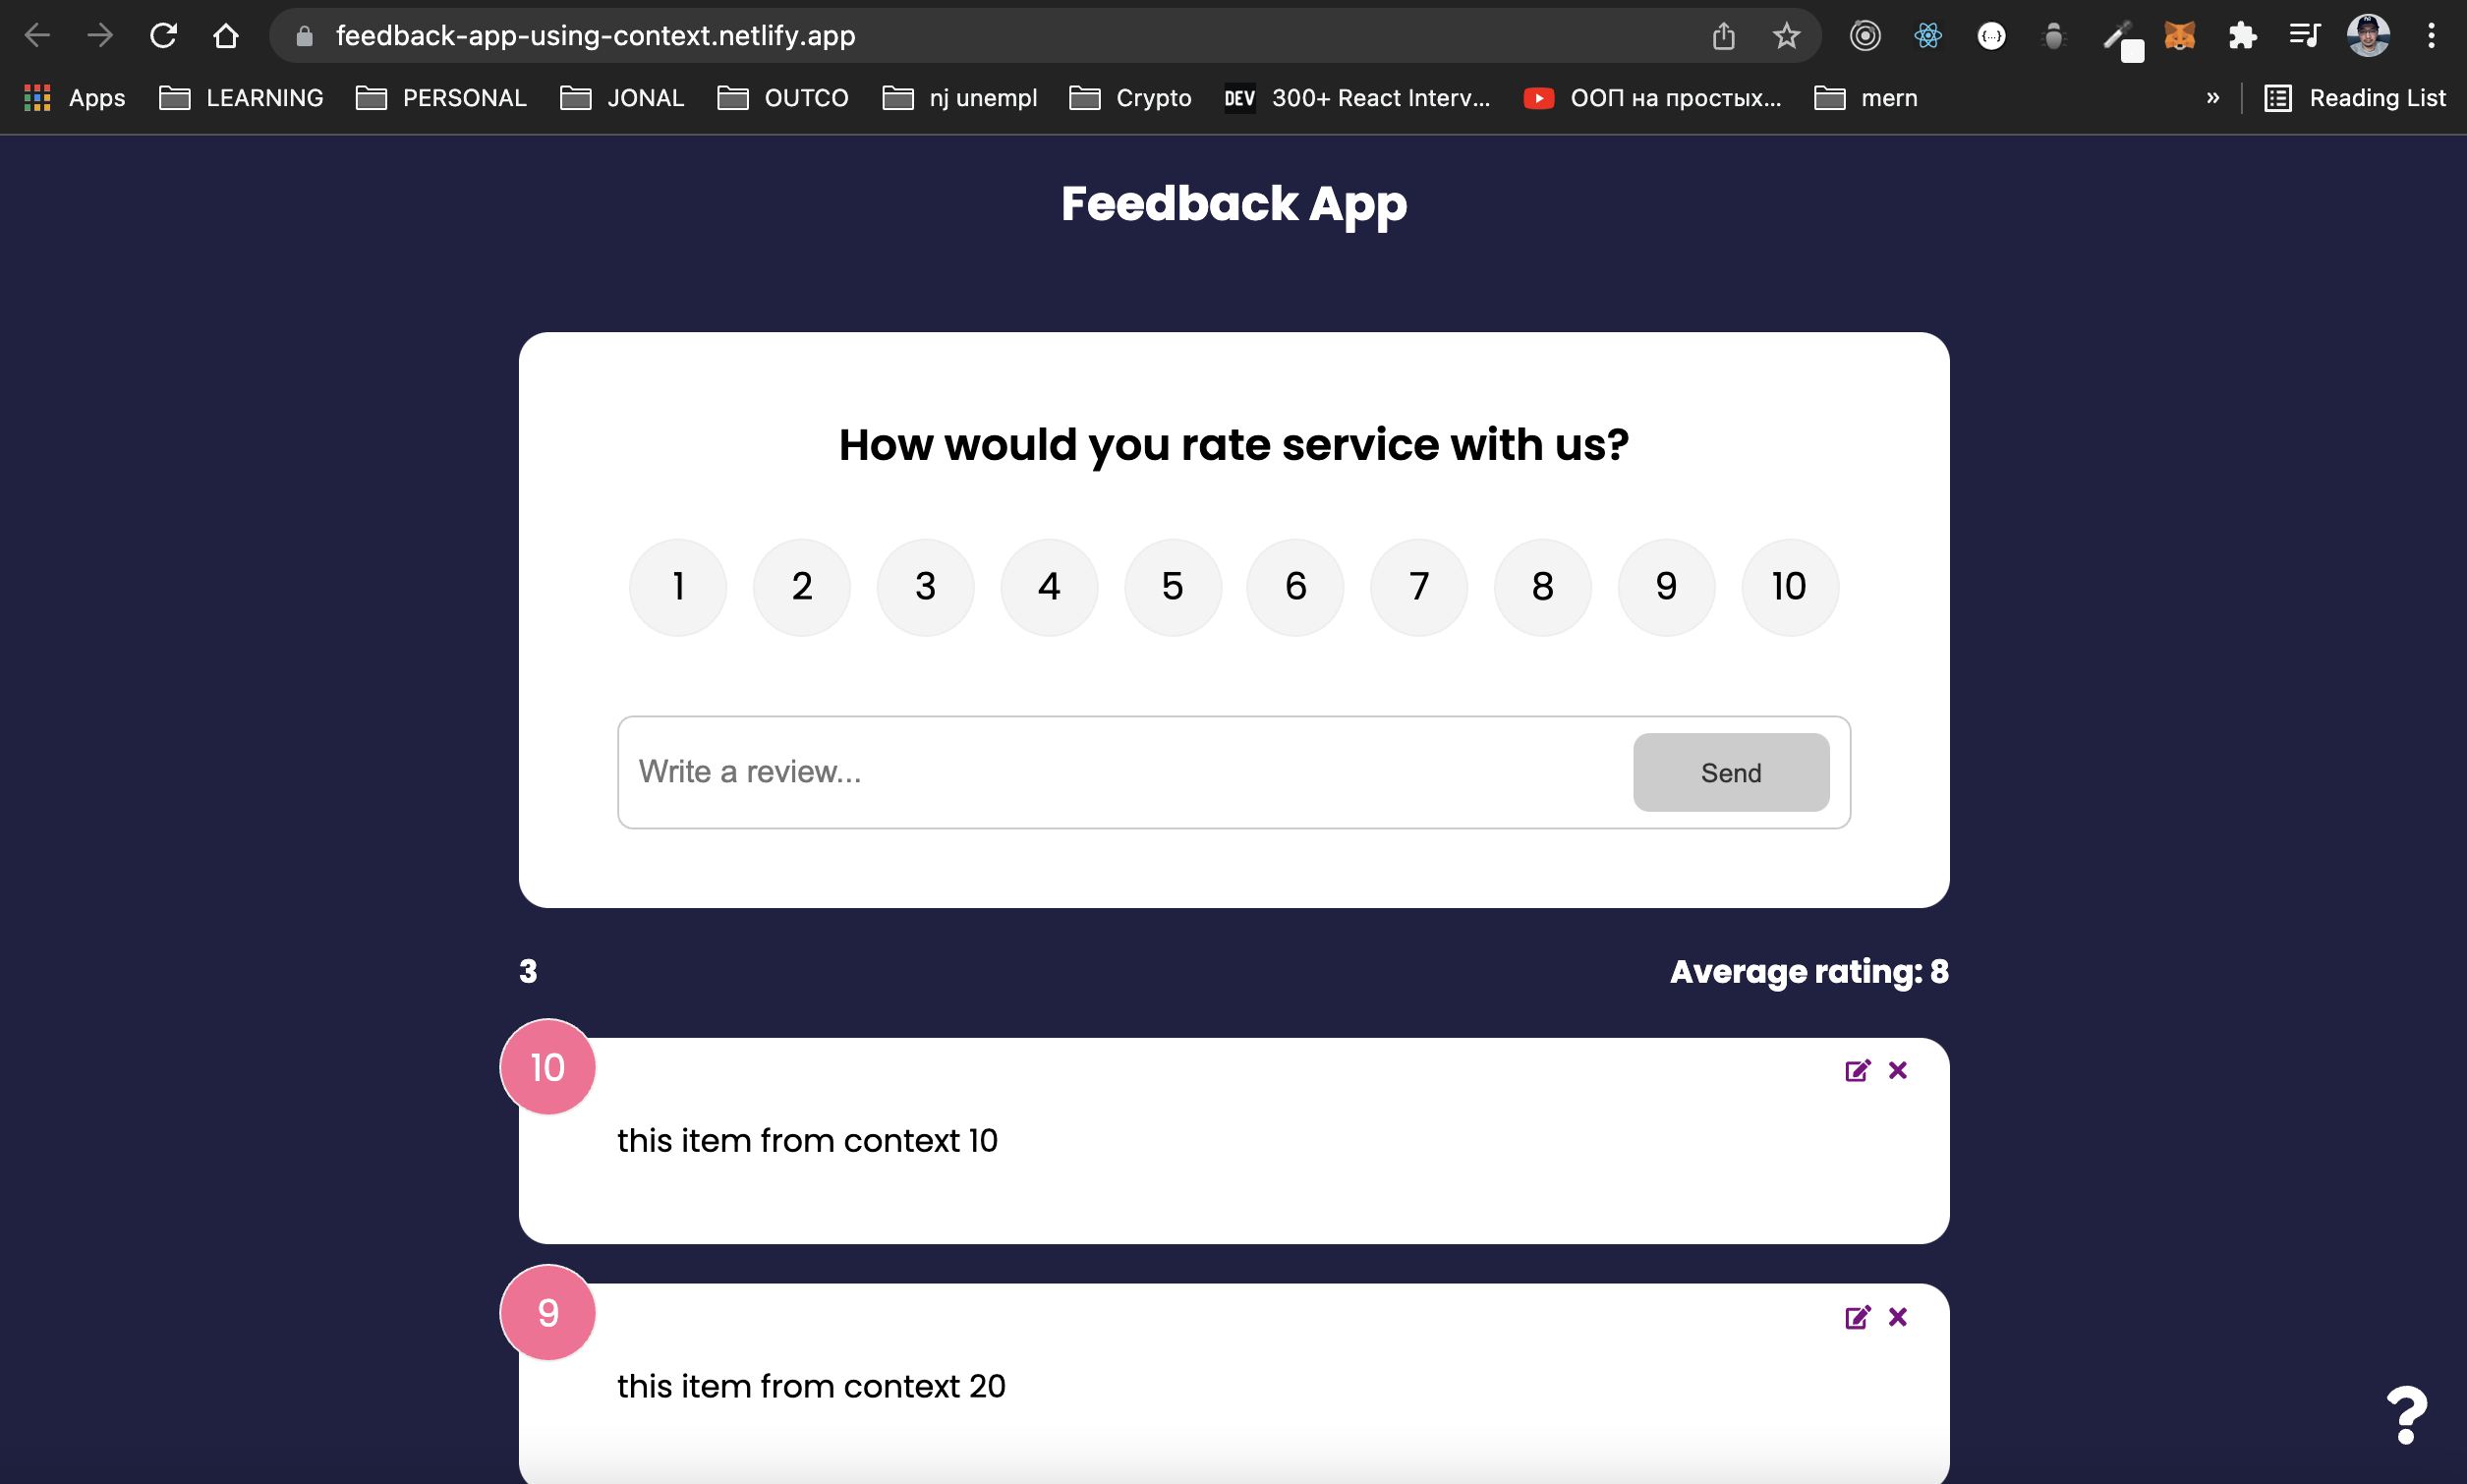 feedback-app-using-context.netlify.app
Apps LEARNING PERSONAL JONAL OUTCO nj unempl Crypto DEV 300+ React Interv... ООП на простых... mern » Reading List
Feedback App
How would you rate service with us?
1 2 3 4 5 6 7 8 9 10
Write a review... Send
3 Average rating: 8
10
this item from context 10
9
this item from context 20
?